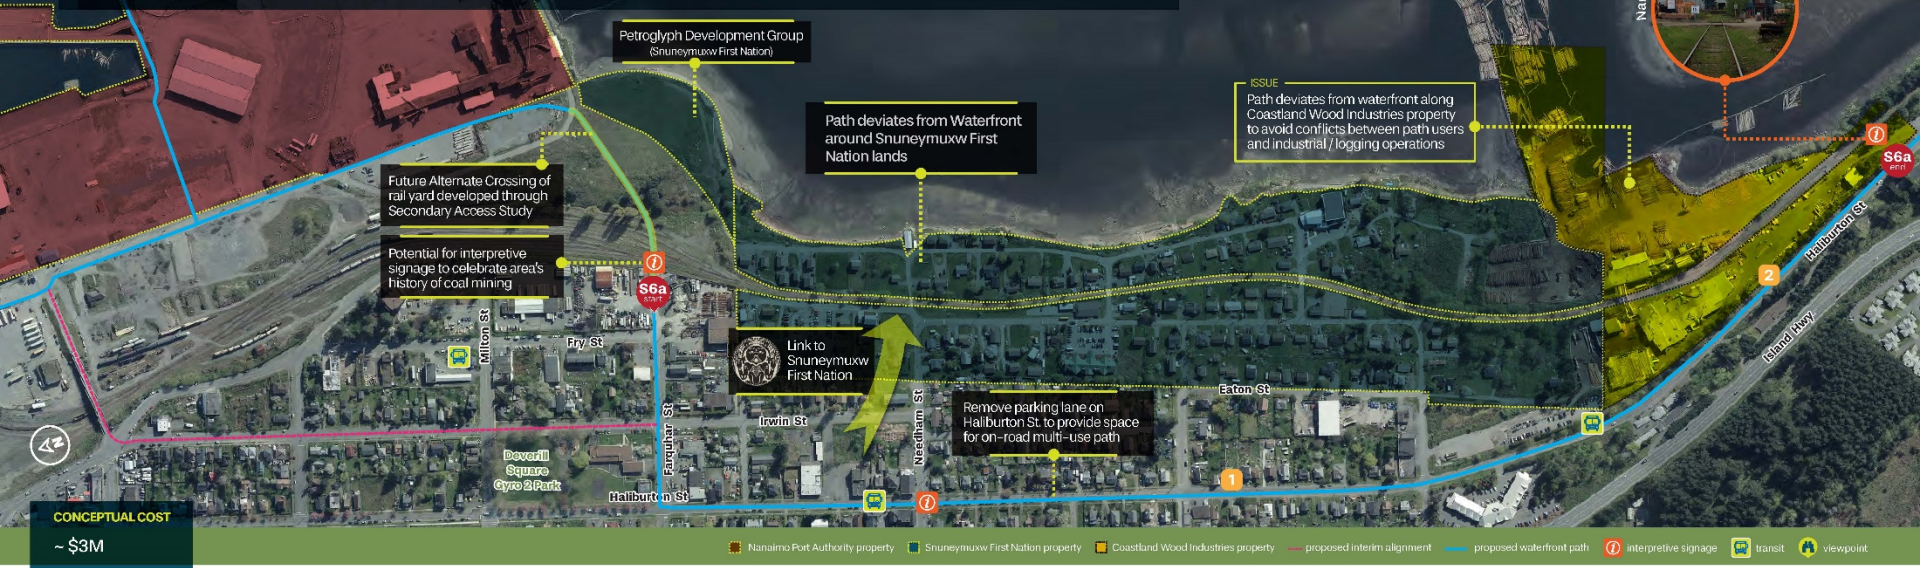 Petroglyph Development Group
(Snuneymuxw First Nation)
Path deviates from Waterfront
around Snuneymuxw First
Nation lands
ISSUE
Path deviates from waterfront along
Coastland Wood Industries property
to avoid conflicts between path users
and industrial / logging operations
Nan
i
S6a
end
Future Alternate Crossing of
rail yard developed through
Secondary Access Study
Potential for interpretive
signage to celebrate area's
history of coal mining
i
S6a
start
Haliburton St
2
Island Hwy
Milton St
Fry St
Link to
Snuneymuxw
First Nation
Eaton St
Farquhar St
Irwin St
Needham St
Remove parking lane on
Haliburton St. to provide space
for on-road multi-use path
N
Deverill
Square
Gyro 2 Park
Haliburton St
i
1
CONCEPTUAL COST
~ $3M
Nanaimo Port Authority property
Snuneymuxw First Nation property
Coastland Wood Industries property
proposed interim alignment
proposed waterfront path
i interpretive signage
transit
viewpoint